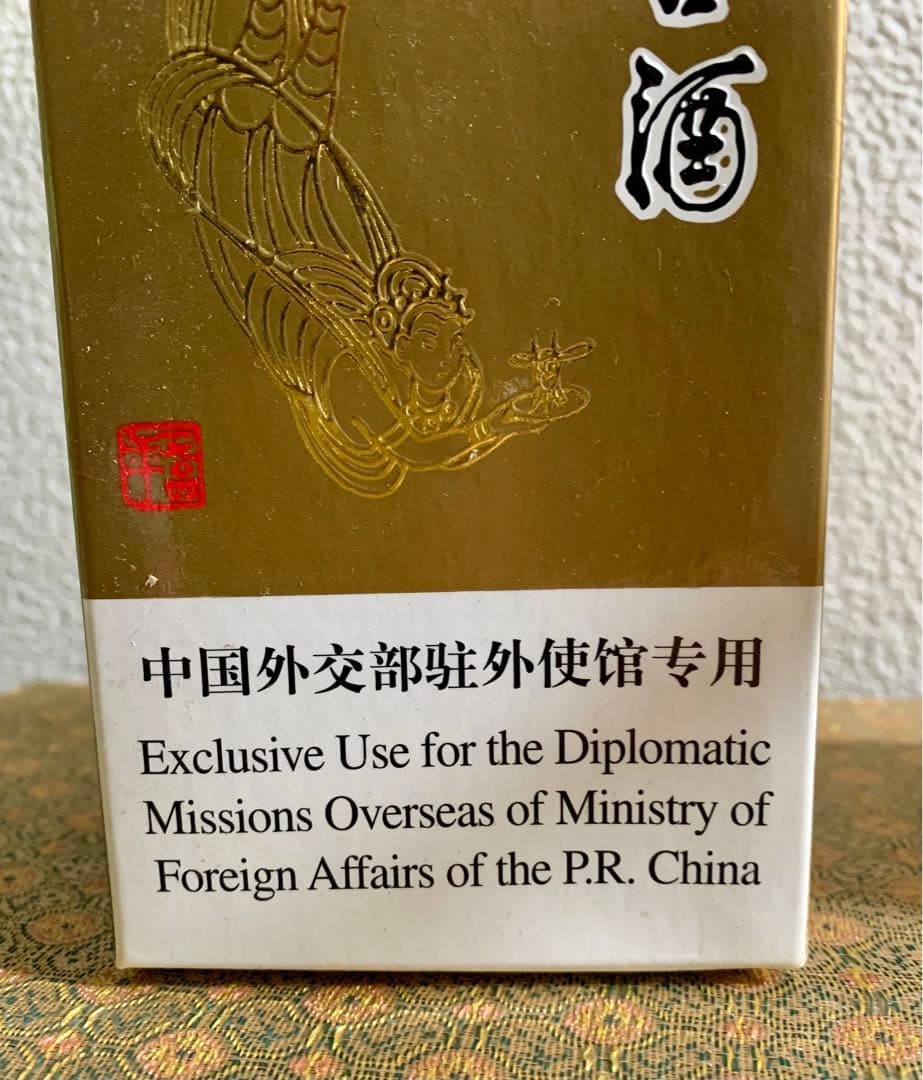 酒
中国外交部驻外使馆专用
Exclusive Use for the Diplomatic
Missions Overseas of Ministry of
Foreign Affairs of the P.R. China